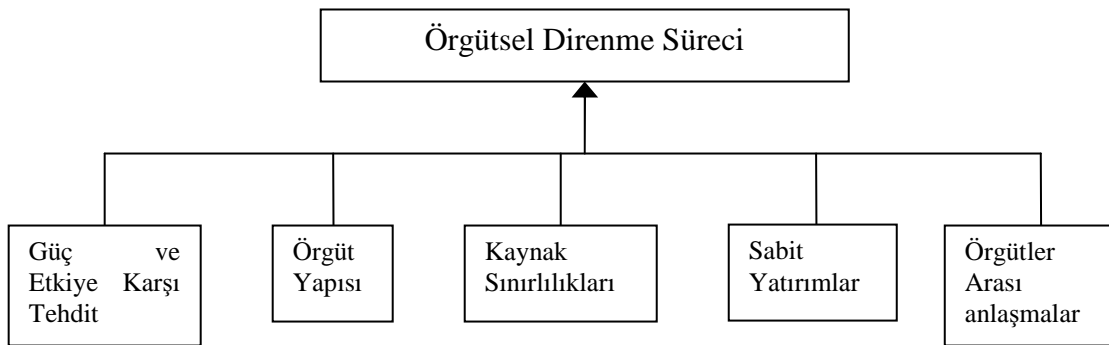 Örgütsel Direnme Süreci
Güç ve
Etkiye Karşı
Tehdit
Örgüt
Yapısı
Kaynak
Sınırlılıkları
Sabit
Yatırımlar
Örgütler
Arası
anlaşmalar